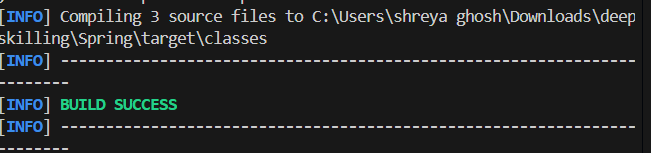 [INFO] Compiling 3 source files to C:\Users\shreya ghosh\Downloads\deep
skilling\Spring\target\classes
[INFO] ----------------------------------------------------------------
--------
[INFO] BUILD SUCCESS
[INFO] ----------------------------------------------------------------
--------